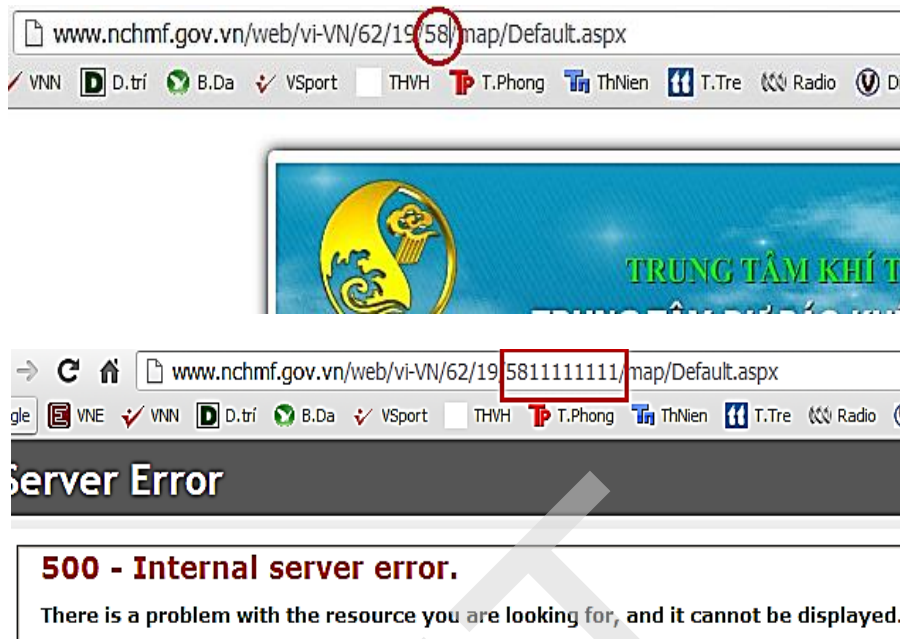 www.nchmf.gov.vn/web/vi-VN/62/19/58/map/Default.aspx
VNN D.trí B.Da VSport THVH T.Phong ThNien T.Tre Radio
TRUNG TÂM KHÍ T
www.nchmf.gov.vn/web/vi-VN/62/19/5811111111/map/Default.aspx
gle VNE VNN D.trí B.Da VSport THVH T.Phong ThNien T.Tre Radio
Server Error
500 - Internal server error.
There is a problem with the resource you are looking for, and it cannot be displayed.